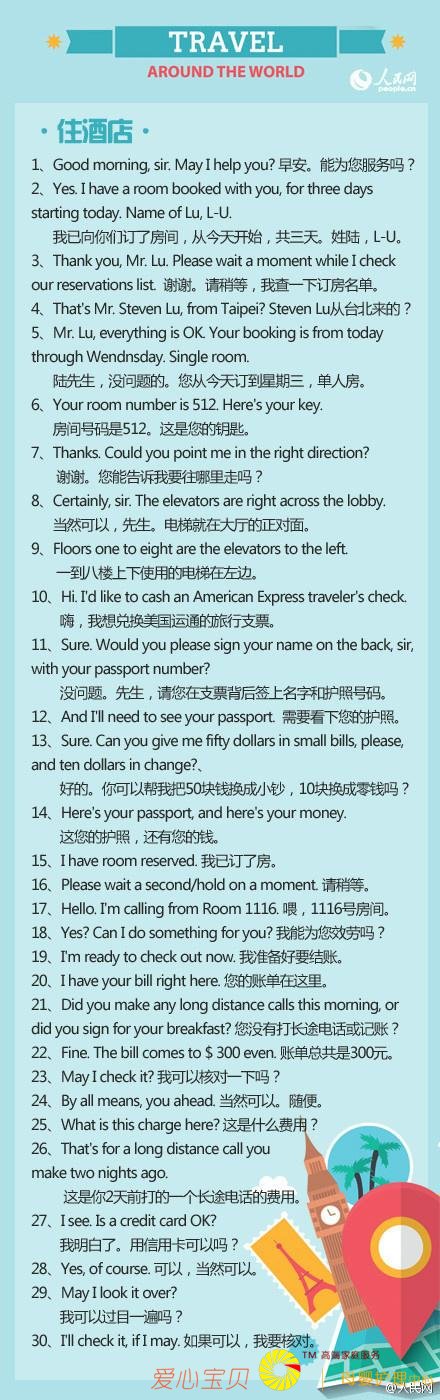 TRAVEL
AROUND THE WORLD
人民网
people.cn
·住酒店·
1、Good morning, sir. May I help you? 早安。能为您服务吗？
2、Yes. I have a room booked with you, for three days
starting today. Name of Lu, L-U.
我已向你们订了房间，从今天开始，共三天。姓陆，L-U。
3、Thank you, Mr. Lu. Please wait a moment while I check
our reservations list. 谢谢。请稍等，我查一下订房名单。
4、That's Mr. Steven Lu, from Taipei? Steven Lu从台北来的？
5、Mr. Lu, everything is OK. Your booking is from today
through Wendnsday. Single room.
陆先生，没问题的。您从今天订到星期三，单人房。
6、Your room number is 512. Here's your key.
房间号码是512。这是您的钥匙。
7、Thanks. Could you point me in the right direction?
谢谢。您能告诉我要往哪里走吗？
8、Certainly, sir. The elevators are right across the lobby.
当然可以，先生。电梯就在大厅的正对面。
9、Floors one to eight are the elevators to the left.
一到八楼上下使用的电梯在左边。
10、Hi. I'd like to cash an American Express traveler's check.
嗨，我想兑换美国运通的旅行支票。
11、Sure. Would you please sign your name on the back, sir,
with your passport number?
没问题。先生，请您在支票背后签上名字和护照号码。
12、And I'll need to see your passport. 需要看下您的护照。
13、Sure. Can you give me fifty dollars in small bills, please,
and ten dollars in change?、
好的。你可以帮我把50块钱换成小钞，10块换成零钱吗？
14、Here's your passport, and here's your money.
这您的护照，还有您的钱。
15、I have room reserved. 我已订了房。
16、Please wait a second/hold on a moment. 请稍等。
17、Hello. I'm calling from Room 1116. 喂，1116号房间。
18、Yes? Can I do something for you? 我能为您效劳吗？
19、I'm ready to check out now. 我准备好要结账。
20、I have your bill right here. 您的账单在这里。
21、Did you make any long distance calls this morning, or
did you sign for your breakfast? 您没有打长途电话或记账？
22、Fine. The bill comes to $ 300 even. 账单总共是300元。
23、May I check it? 我可以核对一下吗？
24、By all means, you ahead. 当然可以。随便。
25、What is this charge here? 这是什么费用？
26、That's for a long distance call you
make two nights ago.
这是你2天前打的一个长途电话的费用。
27、I see. Is a credit card OK?
我明白了。用信用卡可以吗？
28、Yes, of course. 可以，当然可以。
29、May I look it over?
我可以过目一遍吗？
30、I'll check it, if I may. 如果可以，我要核对。
TM 高端家庭服务
爱心宝贝
@人民网